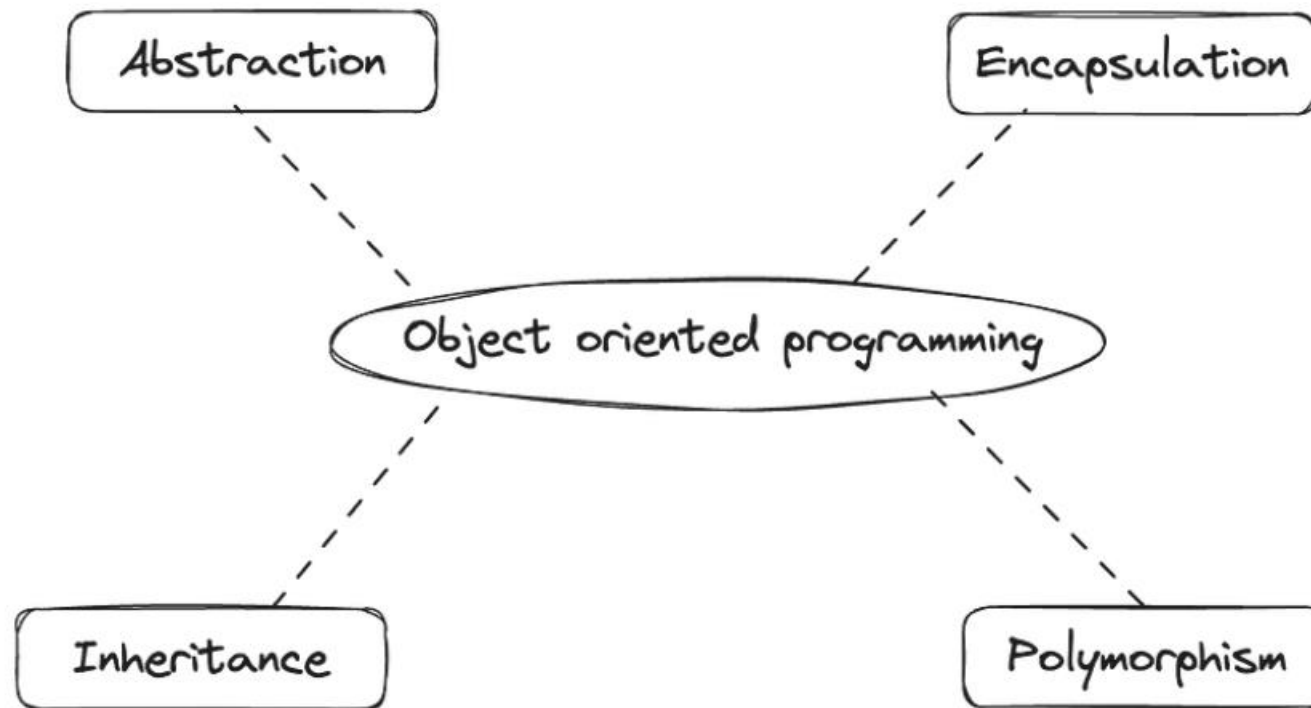 Abstraction
Encapsulation
Object oriented programming
Inheritance
Polymorphism